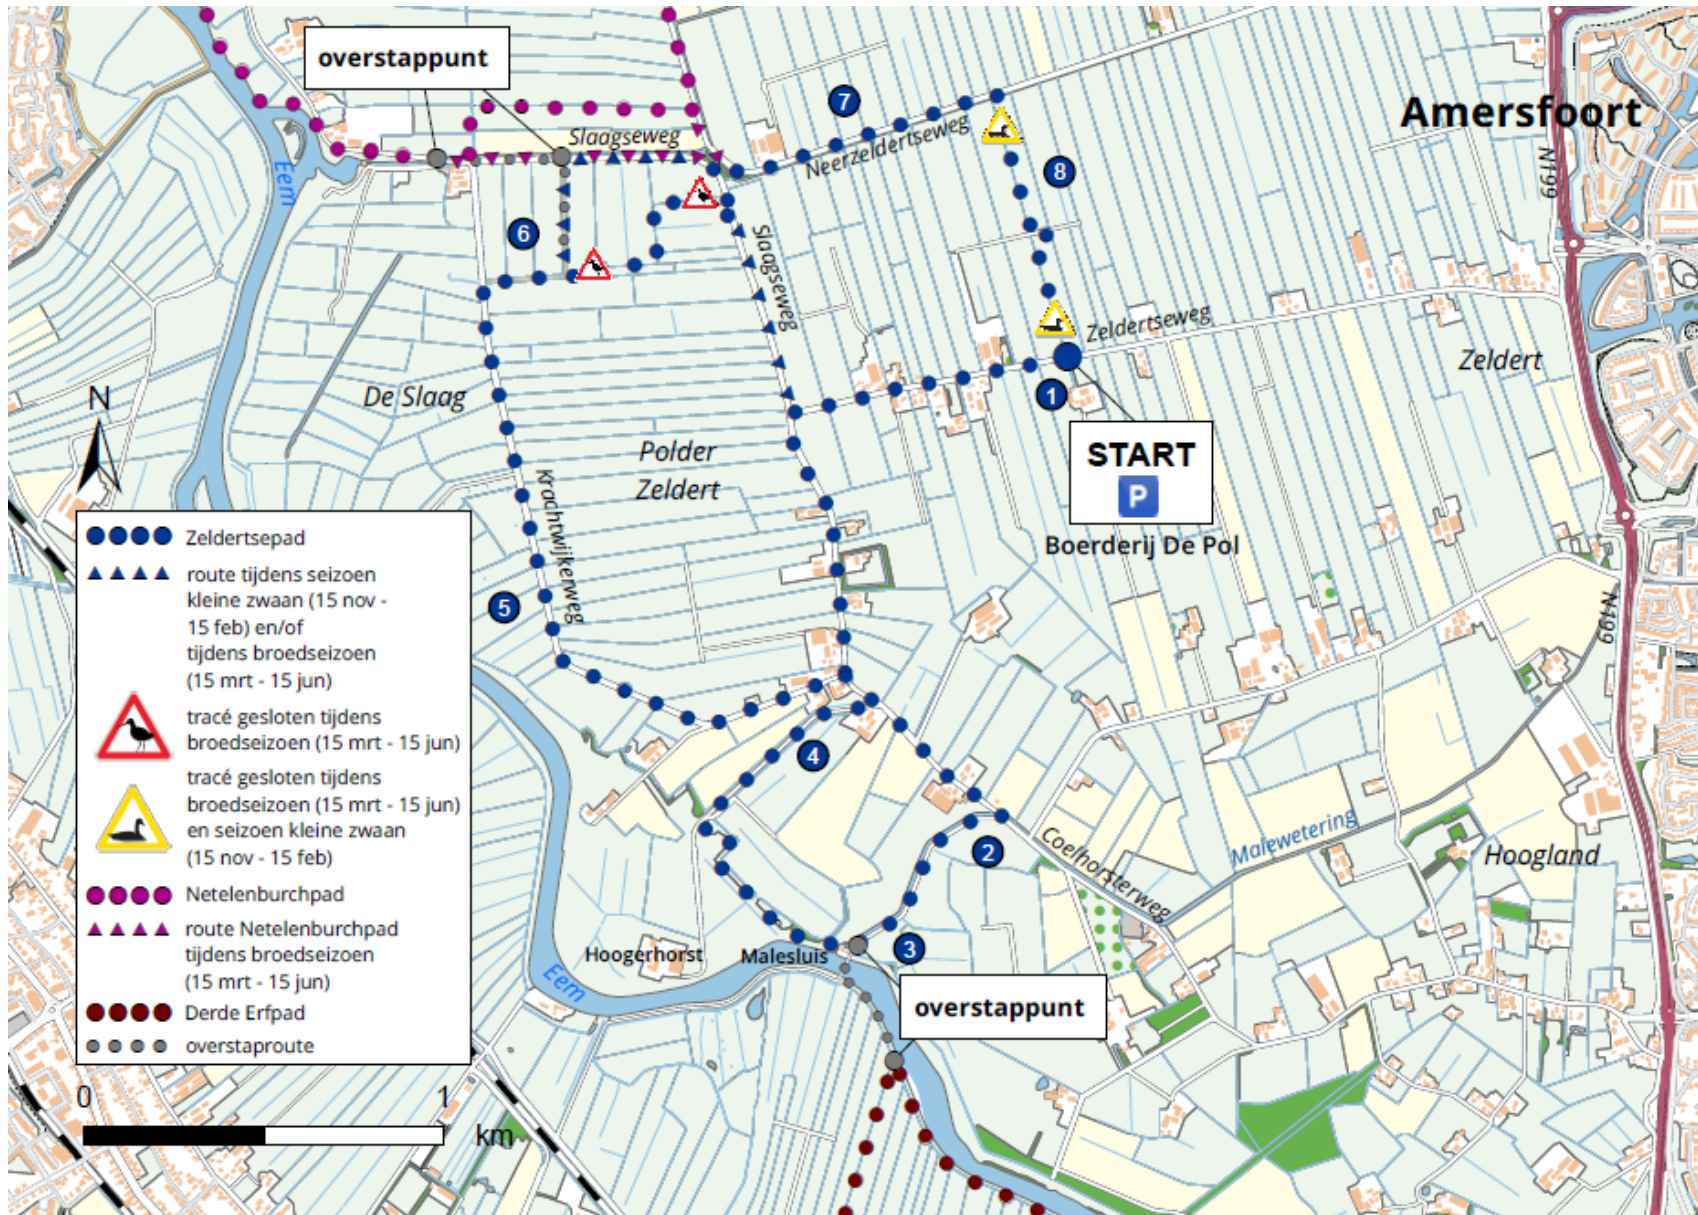 overstappunt
Slaagseweg
7
Neerzeldertseweg
Amersfoort
N199
Eem
8
6
Slaagseweg
Zeldertseweg
Zeldert
De Slaag
1
N
START
P
Polder
Zeldert
Krachtwijkerweg
Boerderij De Pol
Zeldertsepad
route tijdens seizoen
kleine zwaan (15 nov -
15 feb) en/of
tijdens broedseizoen
(15 mrt - 15 jun)
tracé gesloten tijdens
broedseizoen (15 mrt - 15 jun)
tracé gesloten tijdens
broedseizoen (15 mrt - 15 jun)
en seizoen kleine zwaan
(15 nov - 15 feb)
Netelenburchpad
route Netelenburchpad
tijdens broedseizoen
(15 mrt - 15 jun)
Derde Erfpad
overstaproute
5
N199
4
2
Coelhorsterweg
Malewetering
Hoogland
3
Hoogerhorst
Malesluis
Eem
overstappunt
0
1
km